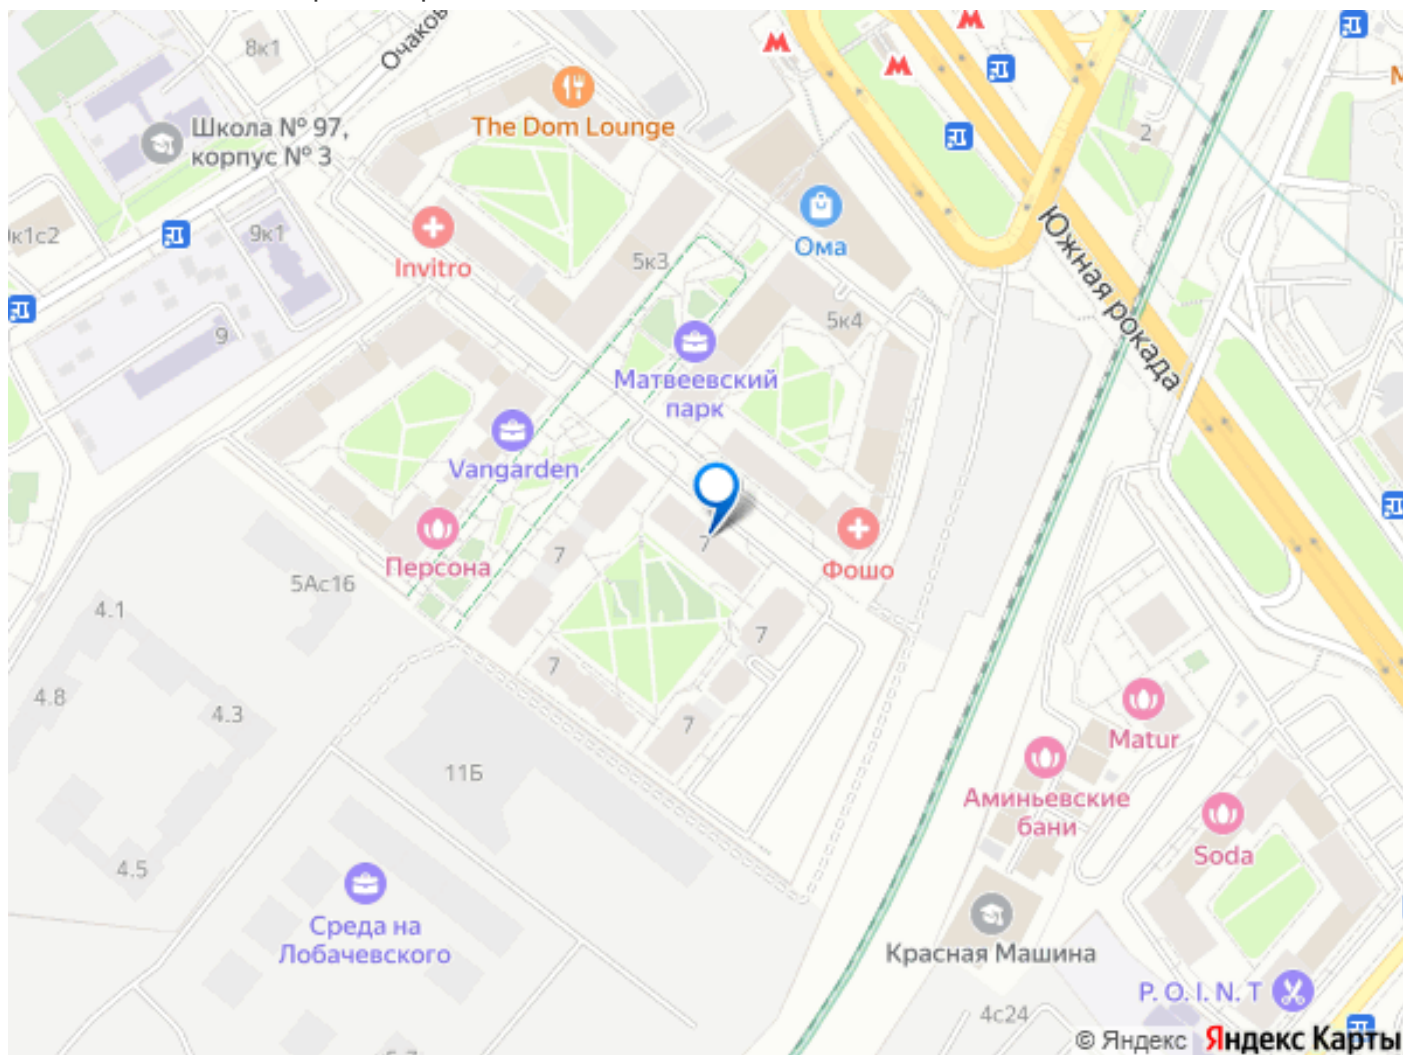 8к1
Очаков
Школа № 97,
корпус № 3
The Dom Lounge
2
к1с2
9к1
Invitro
5к3
Ома
Южная рокада
9
5к4
Матвеевский
парк
Vangarden
Персона
7
7
Фошо
5Ас16
4.1
7
7
4.8
4.3
7
11Б
Matur
Аминьевские
бани
Soda
4.5
Среда на
Лобачевского
Красная Машина
P. O. I. N. T
4с24
© Яндекс Яндекс Карты